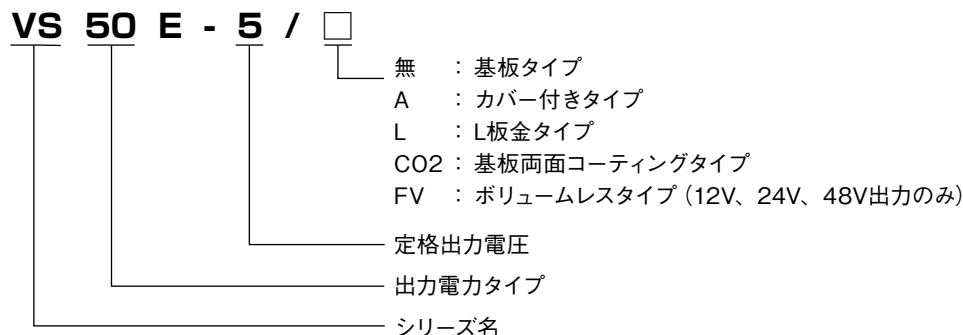 VS 50 E - 5 / □
無 ：基板タイプ
A ：カバー付きタイプ
L ：L板金タイプ
CO2：基板両面コーティングタイプ
FV ：ボリュームレスタイプ（12V、24V、48V出力のみ）
定格出力電圧
出力電力タイプ
シリーズ名